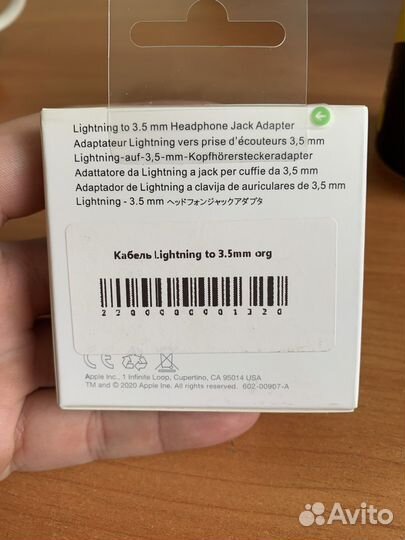 Lightning to 3.5 mm Headphone Jack Adapter
Adaptateur Lightning vers prise d'écouteurs 3,5 mm
Lightning-auf-3,5-mm-Kopfhörersteckeradapter
Adattatore da Lightning a jack per cuffie da 3,5 mm
Adaptador de Lightning a clavija de auriculares de 3,5 mm
Lightning - 3.5 mm ヘッドフォンジャックアダプタ
Кабель Lightning to 3.5mm org
2200000001320
CE
Apple Inc., 1 Infinite Loop, Cupertino, CA 95014 USA
TM and © 2020 Apple Inc. All rights reserved. 602-00907-A
Avito